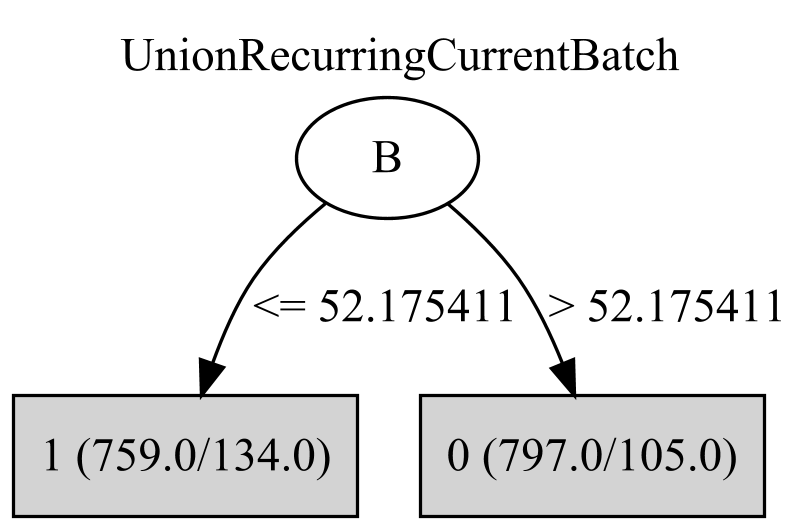 UnionRecurringCurrentBatch
B
<= 52.175411
> 52.175411
1 (759.0/134.0)
0 (797.0/105.0)